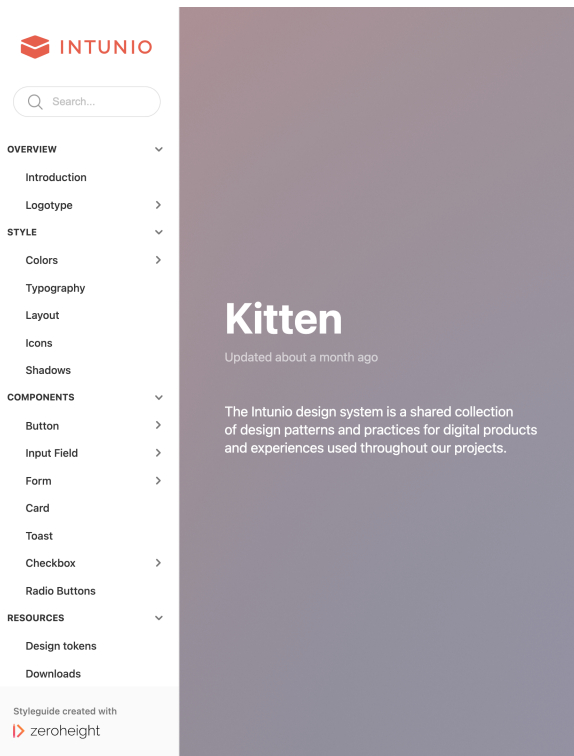 INTUNIO
Search...
OVERVIEW
Introduction
Logotype
STYLE
Colors
Typography
Layout
Icons
Shadows
COMPONENTS
Button
Input Field
Form
Card
Toast
Checkbox
Radio Buttons
RESOURCES
Design tokens
Downloads
Styleguide created with
zeroheight
Kitten
Updated about a month ago
The Intunio design system is a shared collection
of design patterns and practices for digital products
and experiences used throughout our projects.